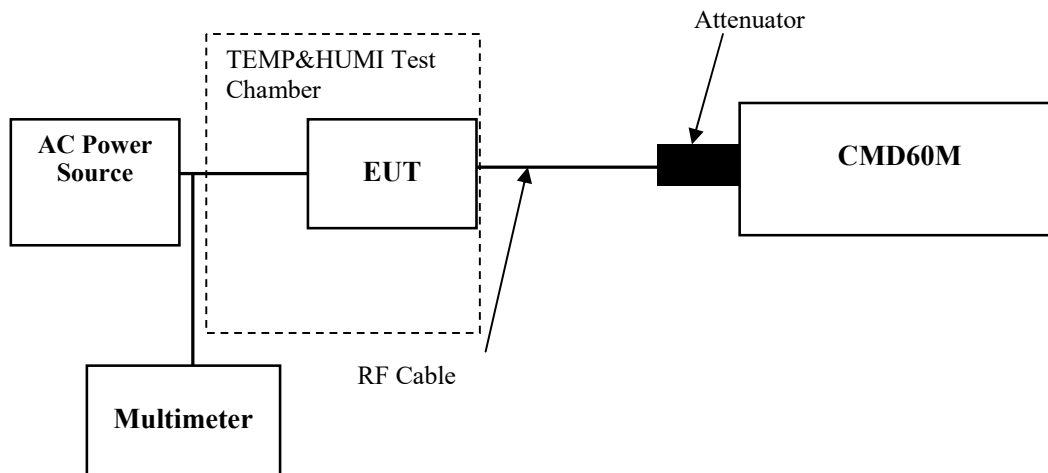 Attenuator
TEMP&HUMI Test
Chamber
AC Power
Source
EUT
CMD60M
RF Cable
Multimeter